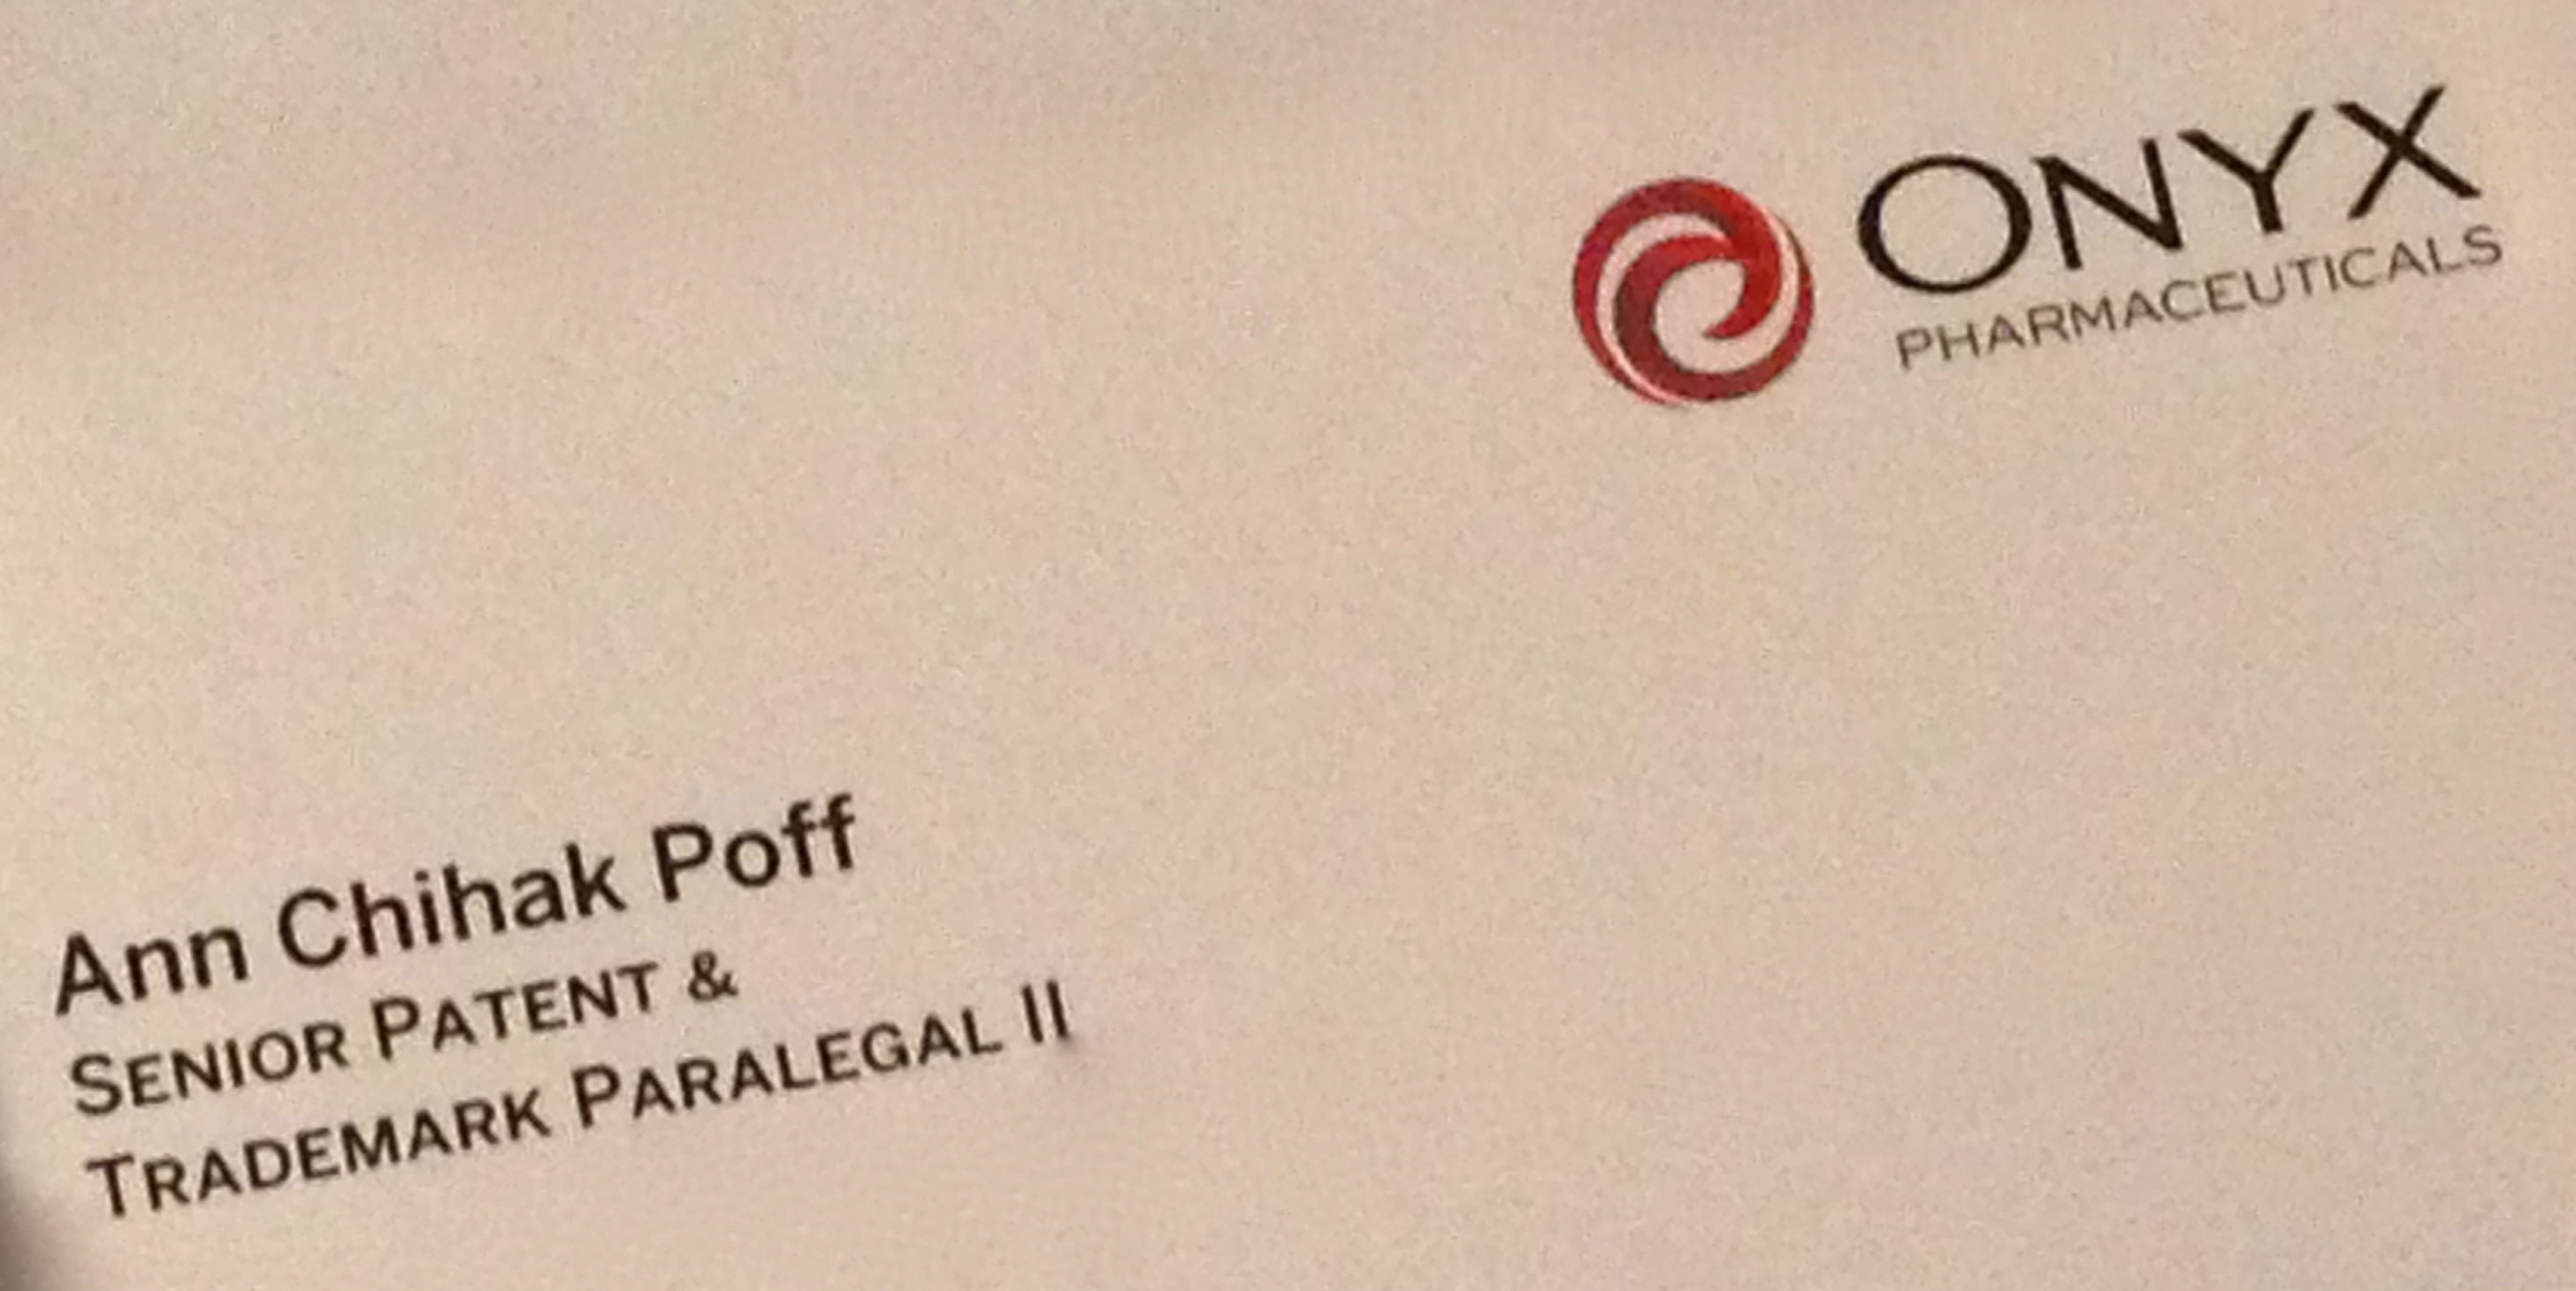 ONYX
PHARMACEUTICALS
Ann Chihak Poff
SENIOR PATENT &
TRADEMARK PARALEGAL II